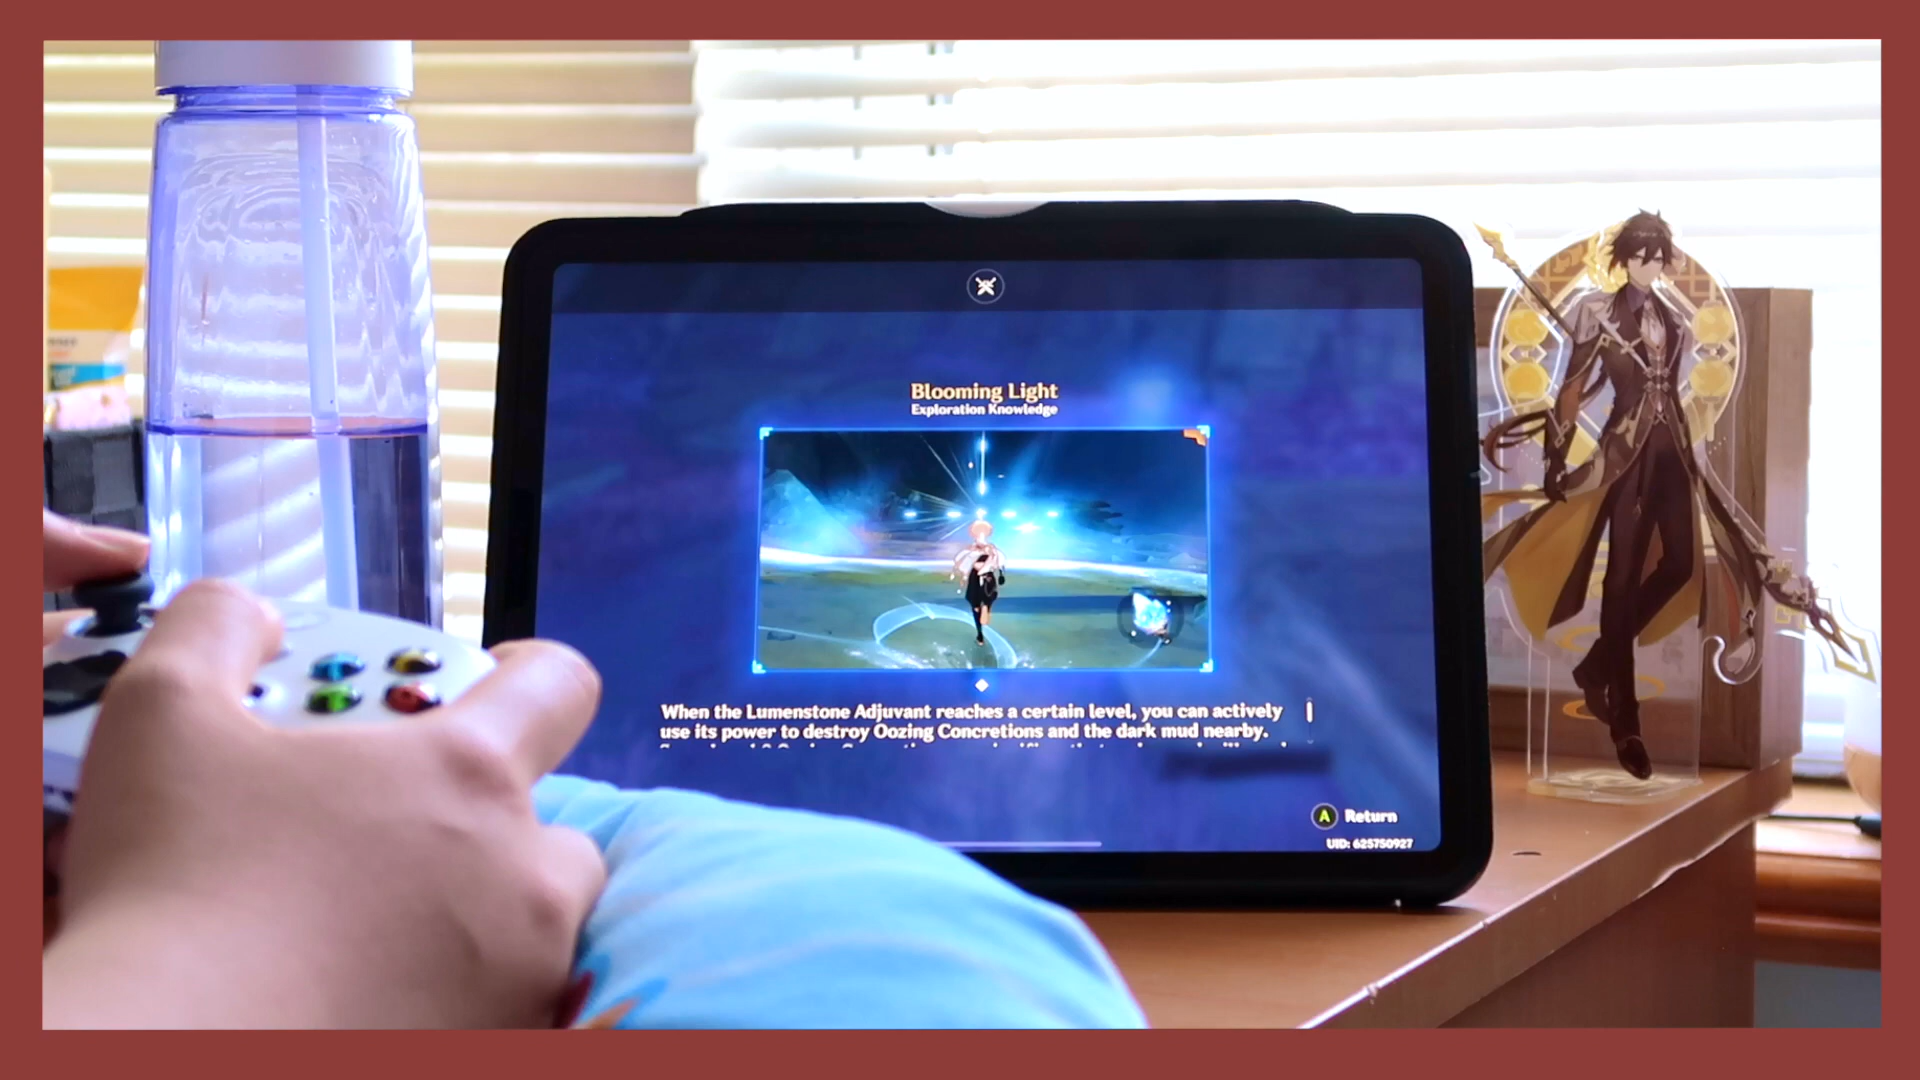 Blooming Light
Exploration Knowledge
When the Lumenstone Adjuvant reaches a certain level, you can actively
use its power to destroy Oozing Concretions and the dark mud nearby.
A Return
UID: 625750927